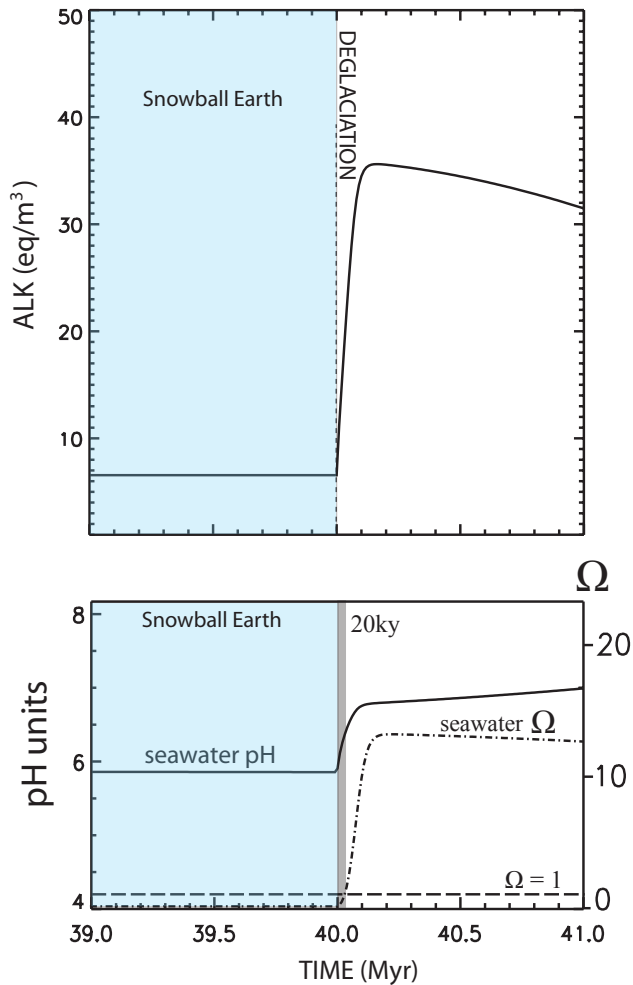 50
40
30
20
10
ALK (eq/m³)
Snowball Earth
DEGLACIATION
Ω
8
6
4
pH units
Snowball Earth
20ky
20
10
0
seawater pH
seawater Ω
Ω = 1
39.0 39.5 40.0 40.5 41.0
TIME (Myr)